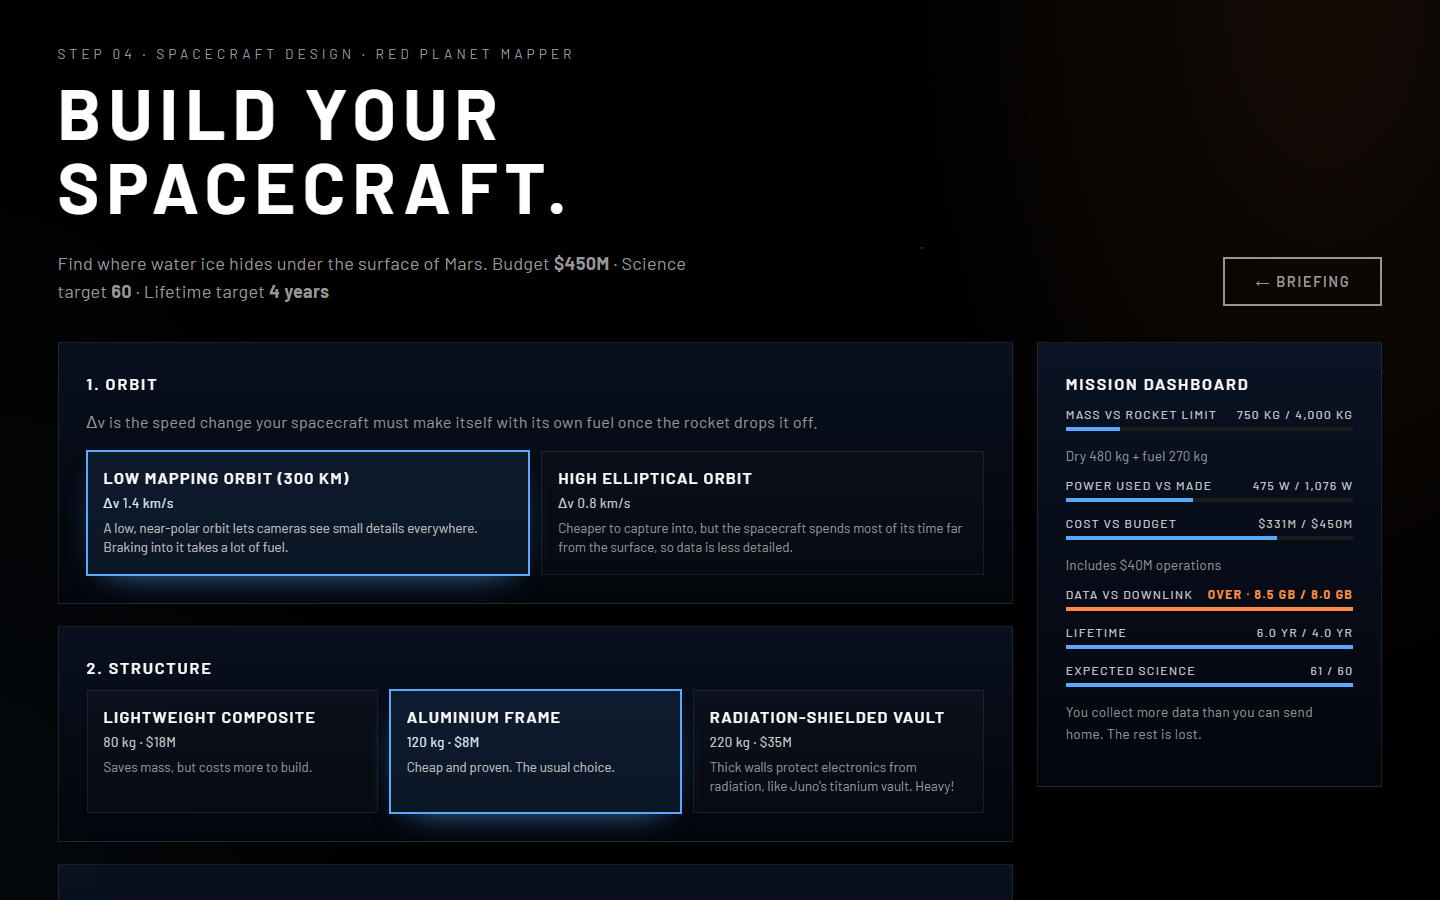 STEP 04 · SPACECRAFT DESIGN · RED PLANET MAPPER
BUILD YOUR
SPACECRAFT.
Find where water ice hides under the surface of Mars. Budget $450M · Science
target 60 · Lifetime target 4 years
← BRIEFING
1. ORBIT
Δv is the speed change your spacecraft must make itself with its own fuel once the rocket drops it off.
LOW MAPPING ORBIT (300 KM)
Δv 1.4 km/s
A low, near-polar orbit lets cameras see small details everywhere.
Braking into it takes a lot of fuel.
HIGH ELLIPTICAL ORBIT
Δv 0.8 km/s
Cheaper to capture into, but the spacecraft spends most of its time far
from the surface, so data is less detailed.
2. STRUCTURE
LIGHTWEIGHT COMPOSITE
80 kg · $18M
Saves mass, but costs more to build.
ALUMINIUM FRAME
120 kg · $8M
Cheap and proven. The usual choice.
RADIATION-SHIELDED VAULT
220 kg · $35M
Thick walls protect electronics from
radiation, like Juno's titanium vault. Heavy!
MISSION DASHBOARD
MASS VS ROCKET LIMIT 750 KG / 4,000 KG
Dry 480 kg + fuel 270 kg
POWER USED VS MADE 475 W / 1,076 W
COST VS BUDGET $331M / $450M
Includes $40M operations
DATA VS DOWNLINK OVER · 8.5 GB / 8.0 GB
LIFETIME 6.0 YR / 4.0 YR
EXPECTED SCIENCE 61 / 60
You collect more data than you can send
home. The rest is lost.